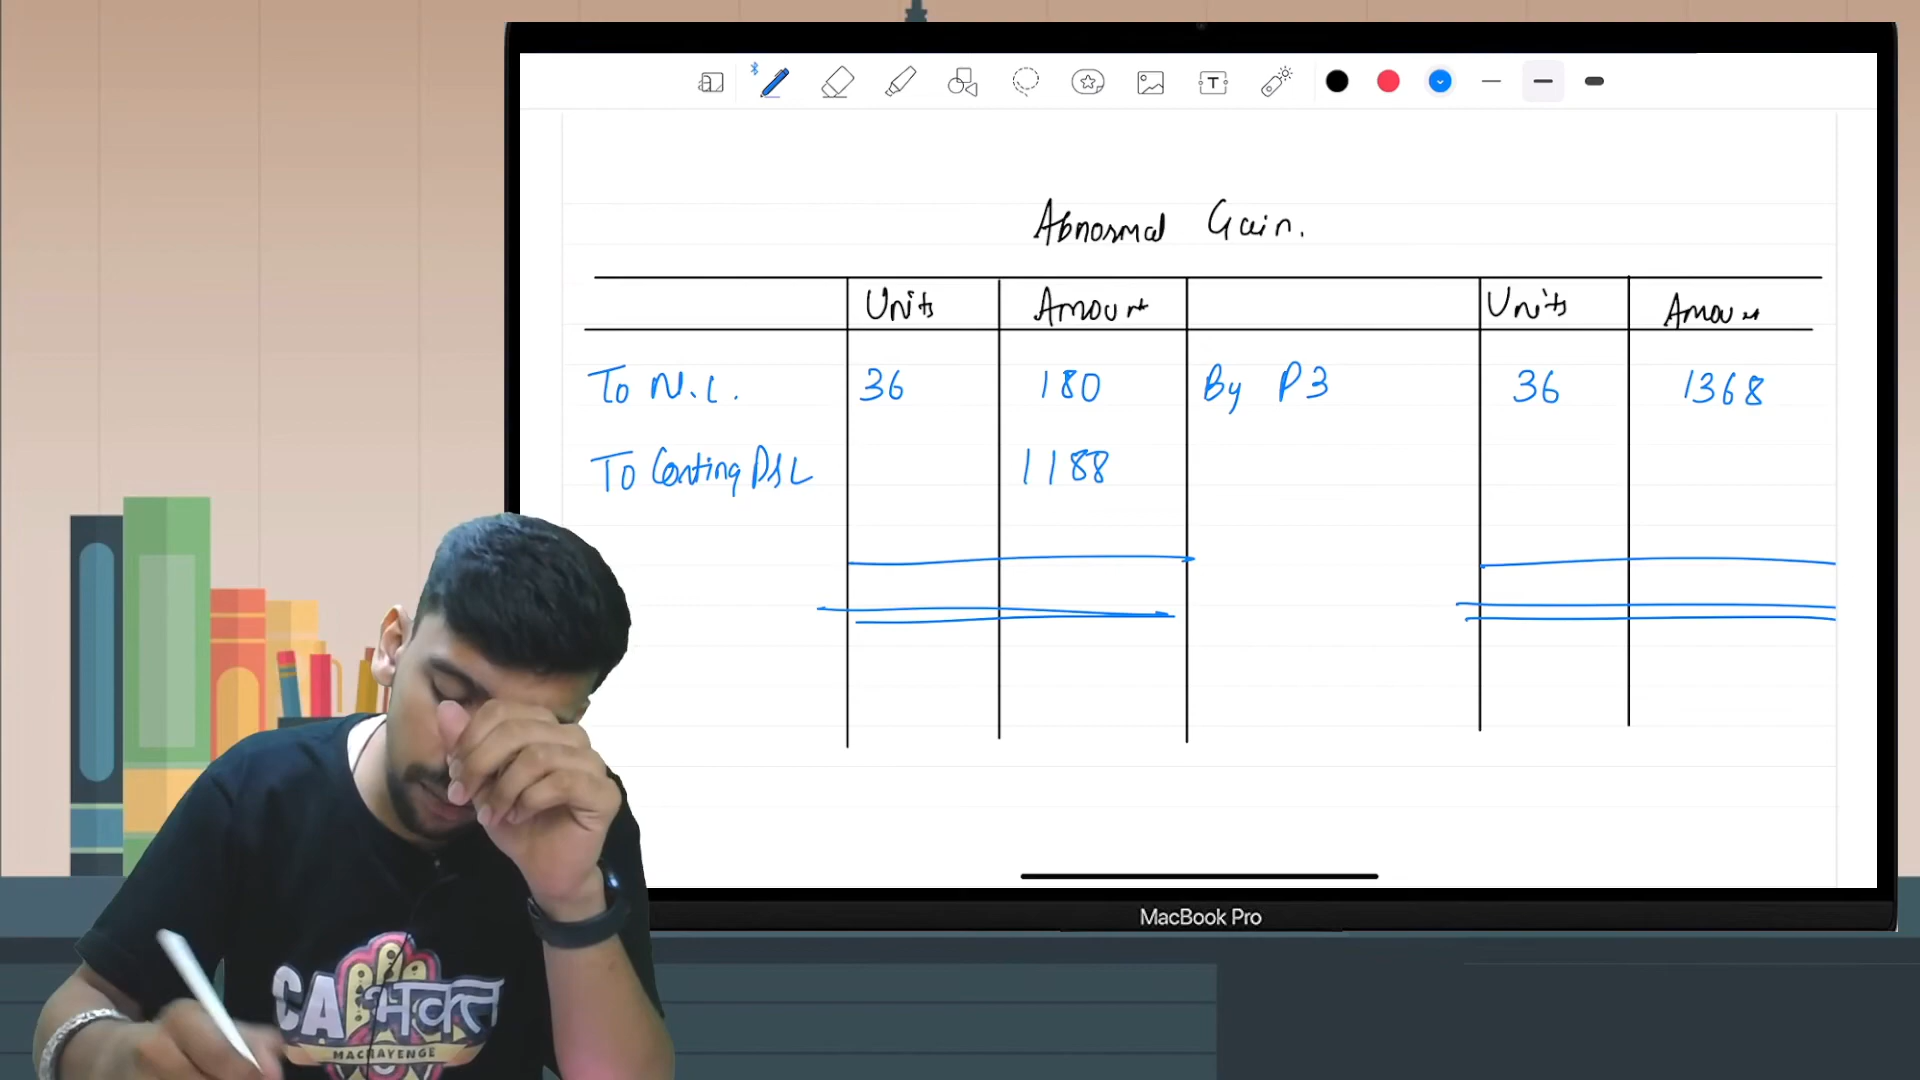 Abnormal Gain.
Units Amount Units Amount
To N.L. 36 180 By P3 36 1368
To Costing P&L 1188
MacBook Pro
CA भक्त
MACRAYENGE